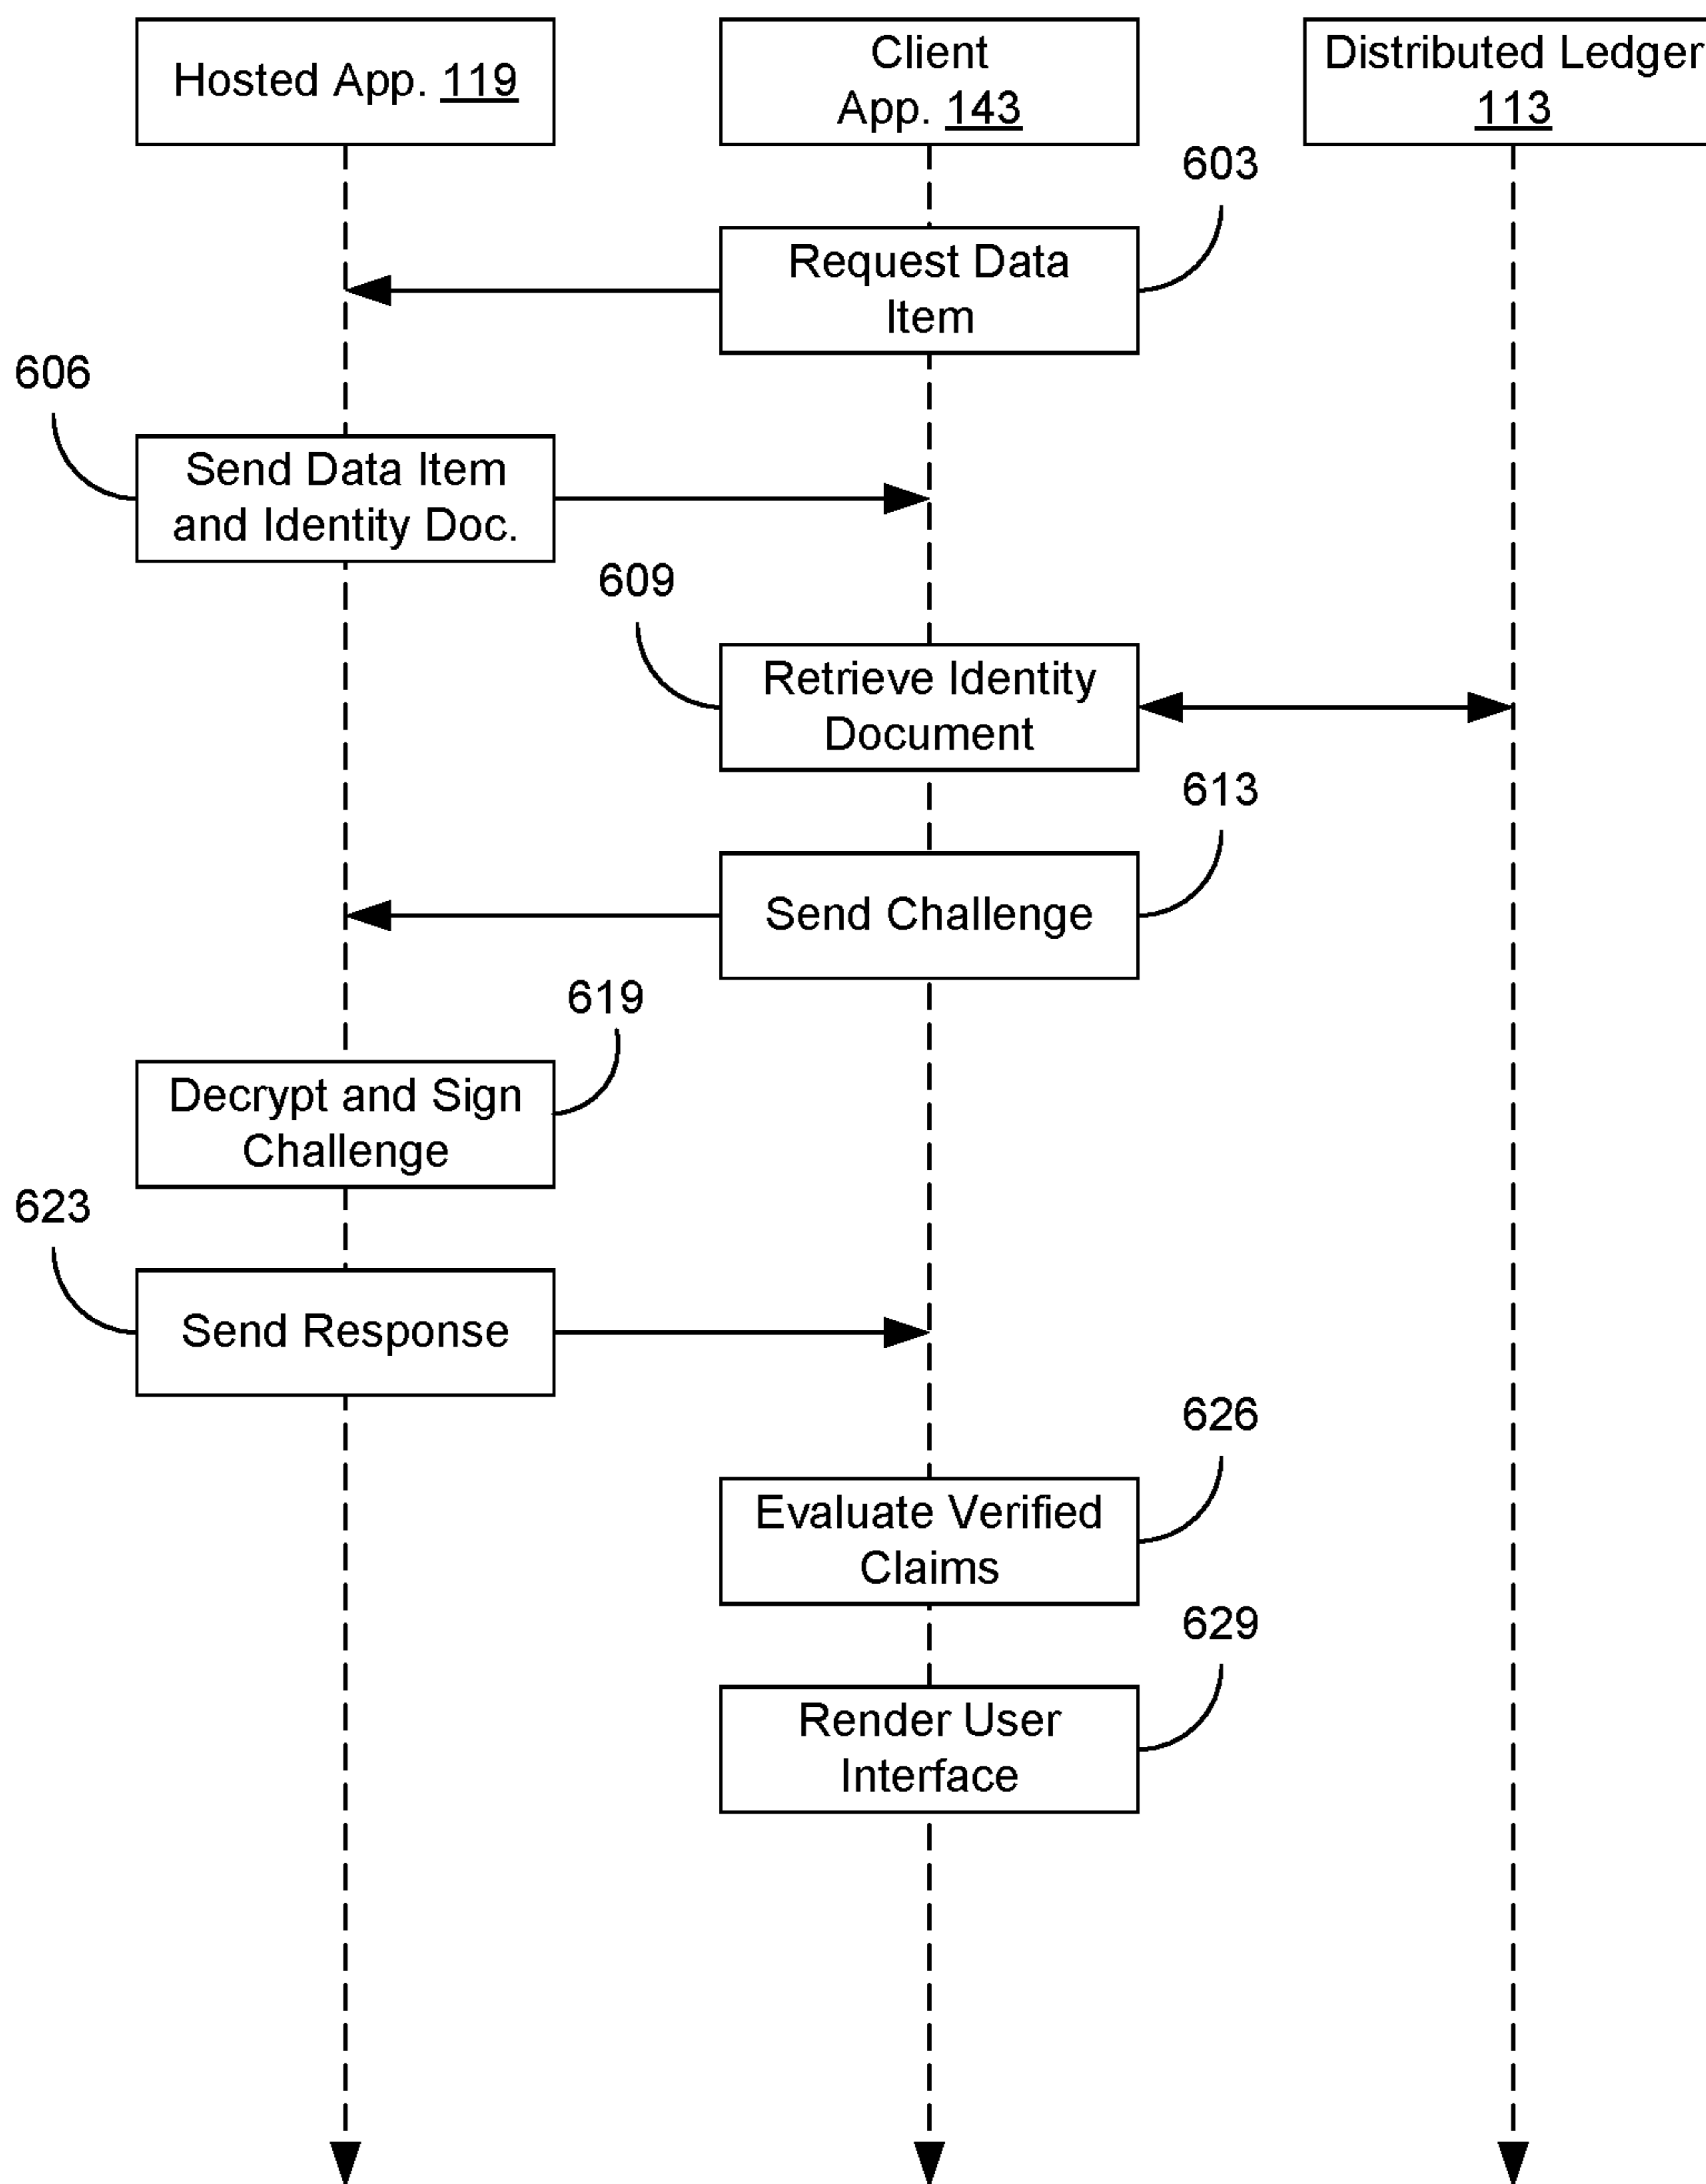 Hosted App. 119
Client
App. 143
Distributed Ledger
113
603
Request Data
Item
606
Send Data Item
and Identity Doc.
609
Retrieve Identity
Document
613
Send Challenge
619
Decrypt and Sign
Challenge
623
Send Response
626
Evaluate Verified
Claims
629
Render User
Interface